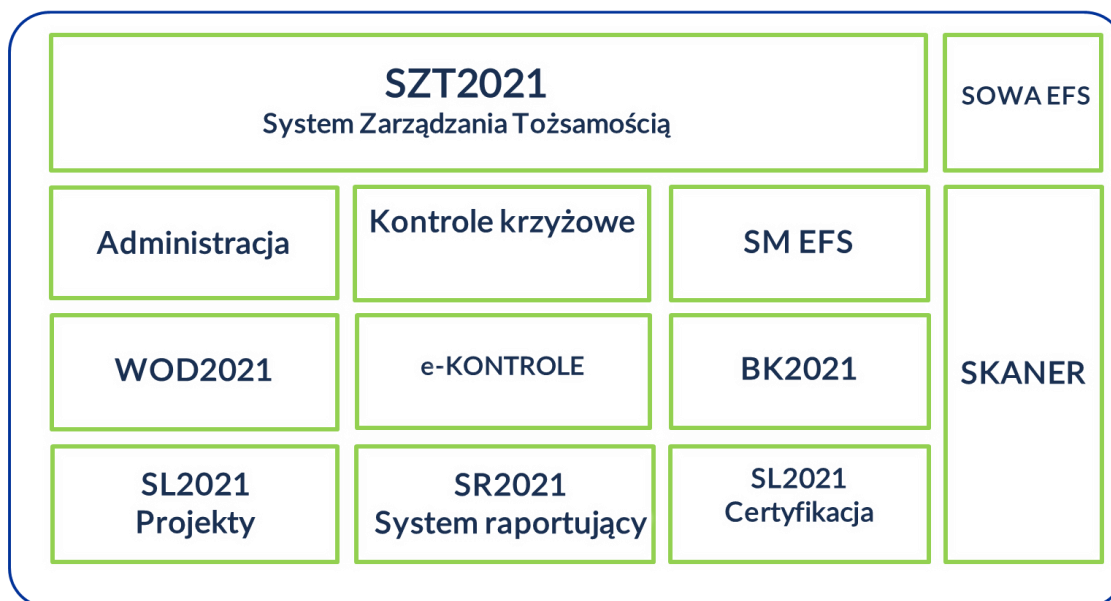 SZT2021
System Zarządzania Tożsamością
SOWA EFS
Administracja
Kontrole krzyżowe
SM EFS
WOD2021
e-KONTROLE
BK2021
SKANER
SL2021
Projekty
SR2021
System raportujący
SL2021
Certyfikacja